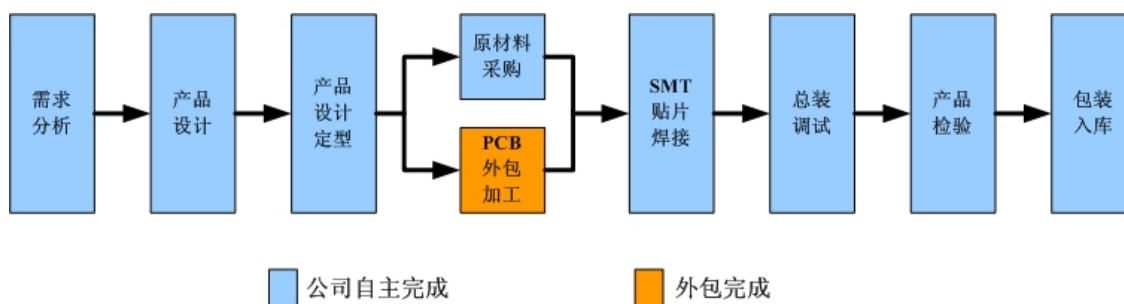 需求
分析
产品
设计
产品
设计
定型
原材料
采购
PCB
外包
加工
SMT
贴片
焊接
总装
调试
产品
检验
包装
入库
公司自主完成
外包完成